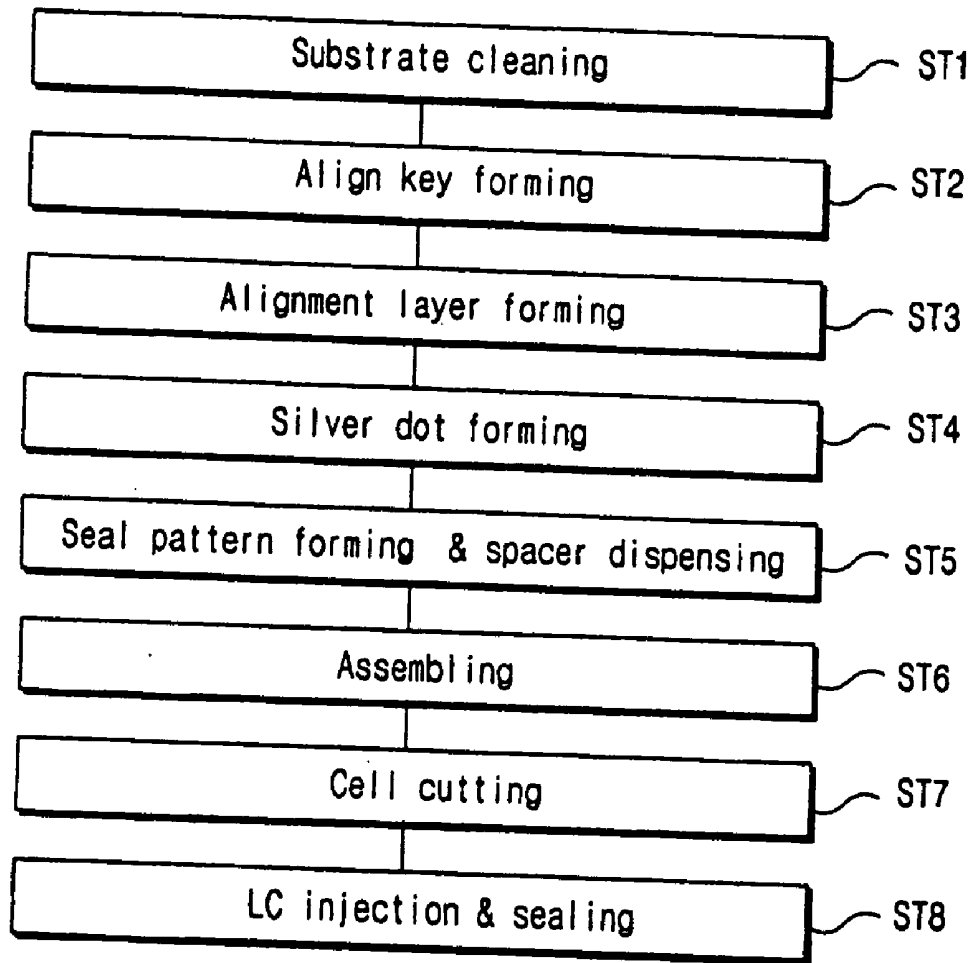 Substrate cleaning ST1
Align key forming ST2
Alignment layer forming ST3
Silver dot forming ST4
Seal pattern forming & spacer dispensing ST5
Assembling ST6
Cell cutting ST7
LC injection & sealing ST8